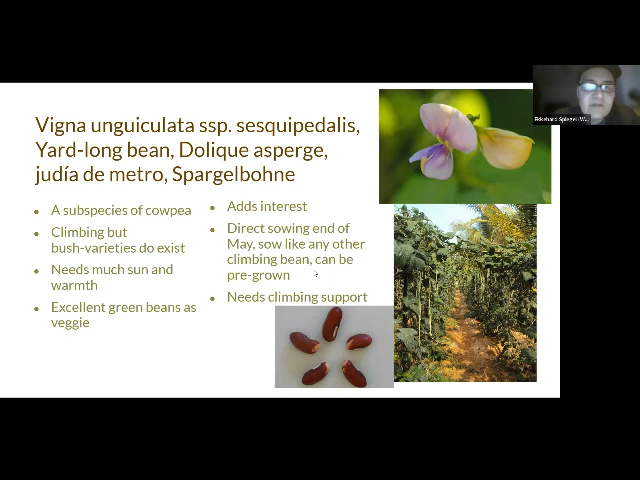 Vigna unguiculata ssp. sesquipedalis,
Yard-long bean, Dolique asperge,
judía de metro, Spargelbohne
• A subspecies of cowpea
• Climbing but
bush-varieties do exist
• Needs much sun and
warmth
• Excellent green beans as
veggie
• Adds interest
• Direct sowing end of
May, sow like any other
climbing bean, can be
pre-grown
• Needs climbing support